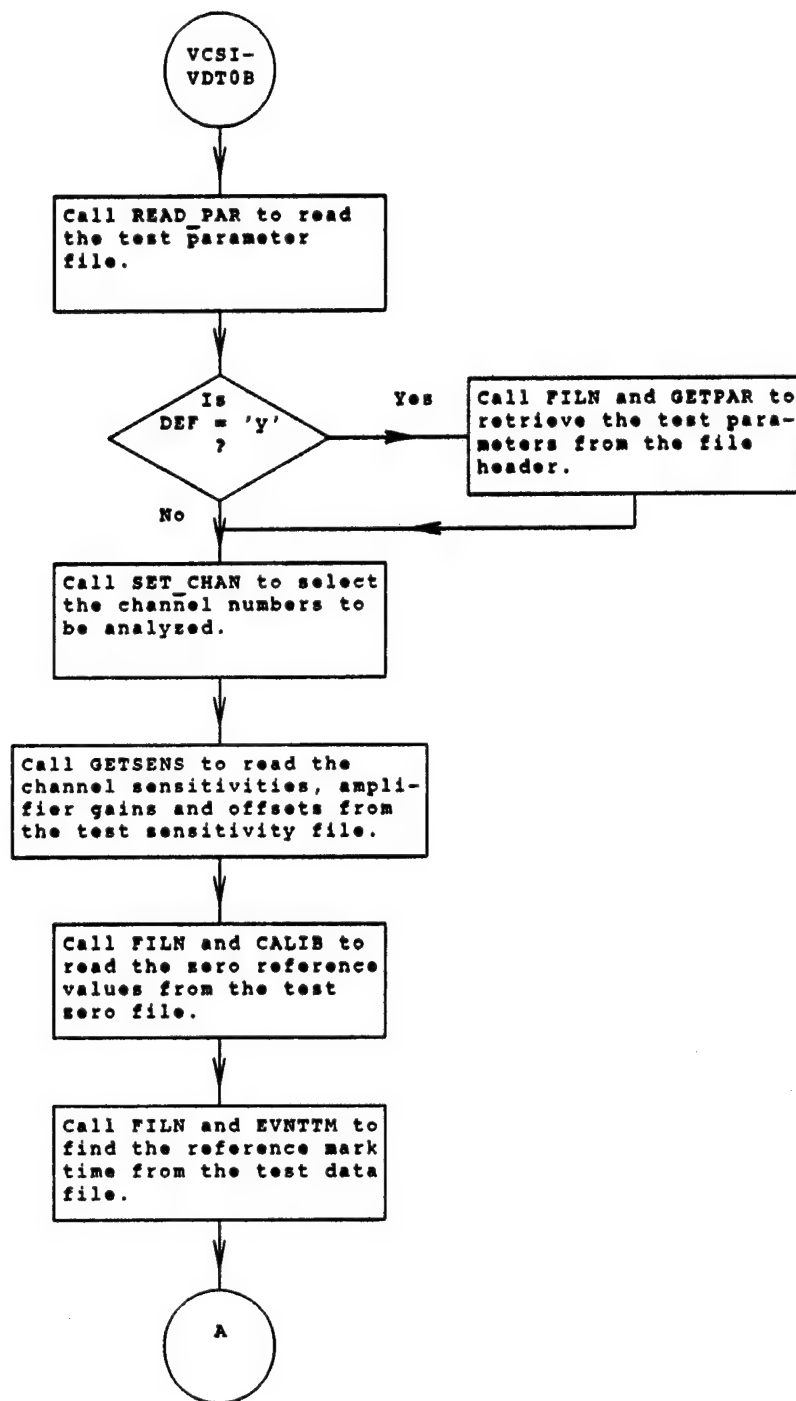 VCSI-
VDT0B
Call READ_PAR to read
the test parameter
file.
Is
DEF = 'y'
?
Yes
Call FILN and GETPAR to
retrieve the test para-
meters from the file
header.
No
Call SET_CHAN to select
the channel numbers to
be analyzed.
Call GETSENS to read the
channel sensitivities, ampli-
fier gains and offsets from
the test sensitivity file.
Call FILN and CALIB to
read the zero reference
values from the test
zero file.
Call FILN and EVNTTM to
find the reference mark
time from the test data
file.
A